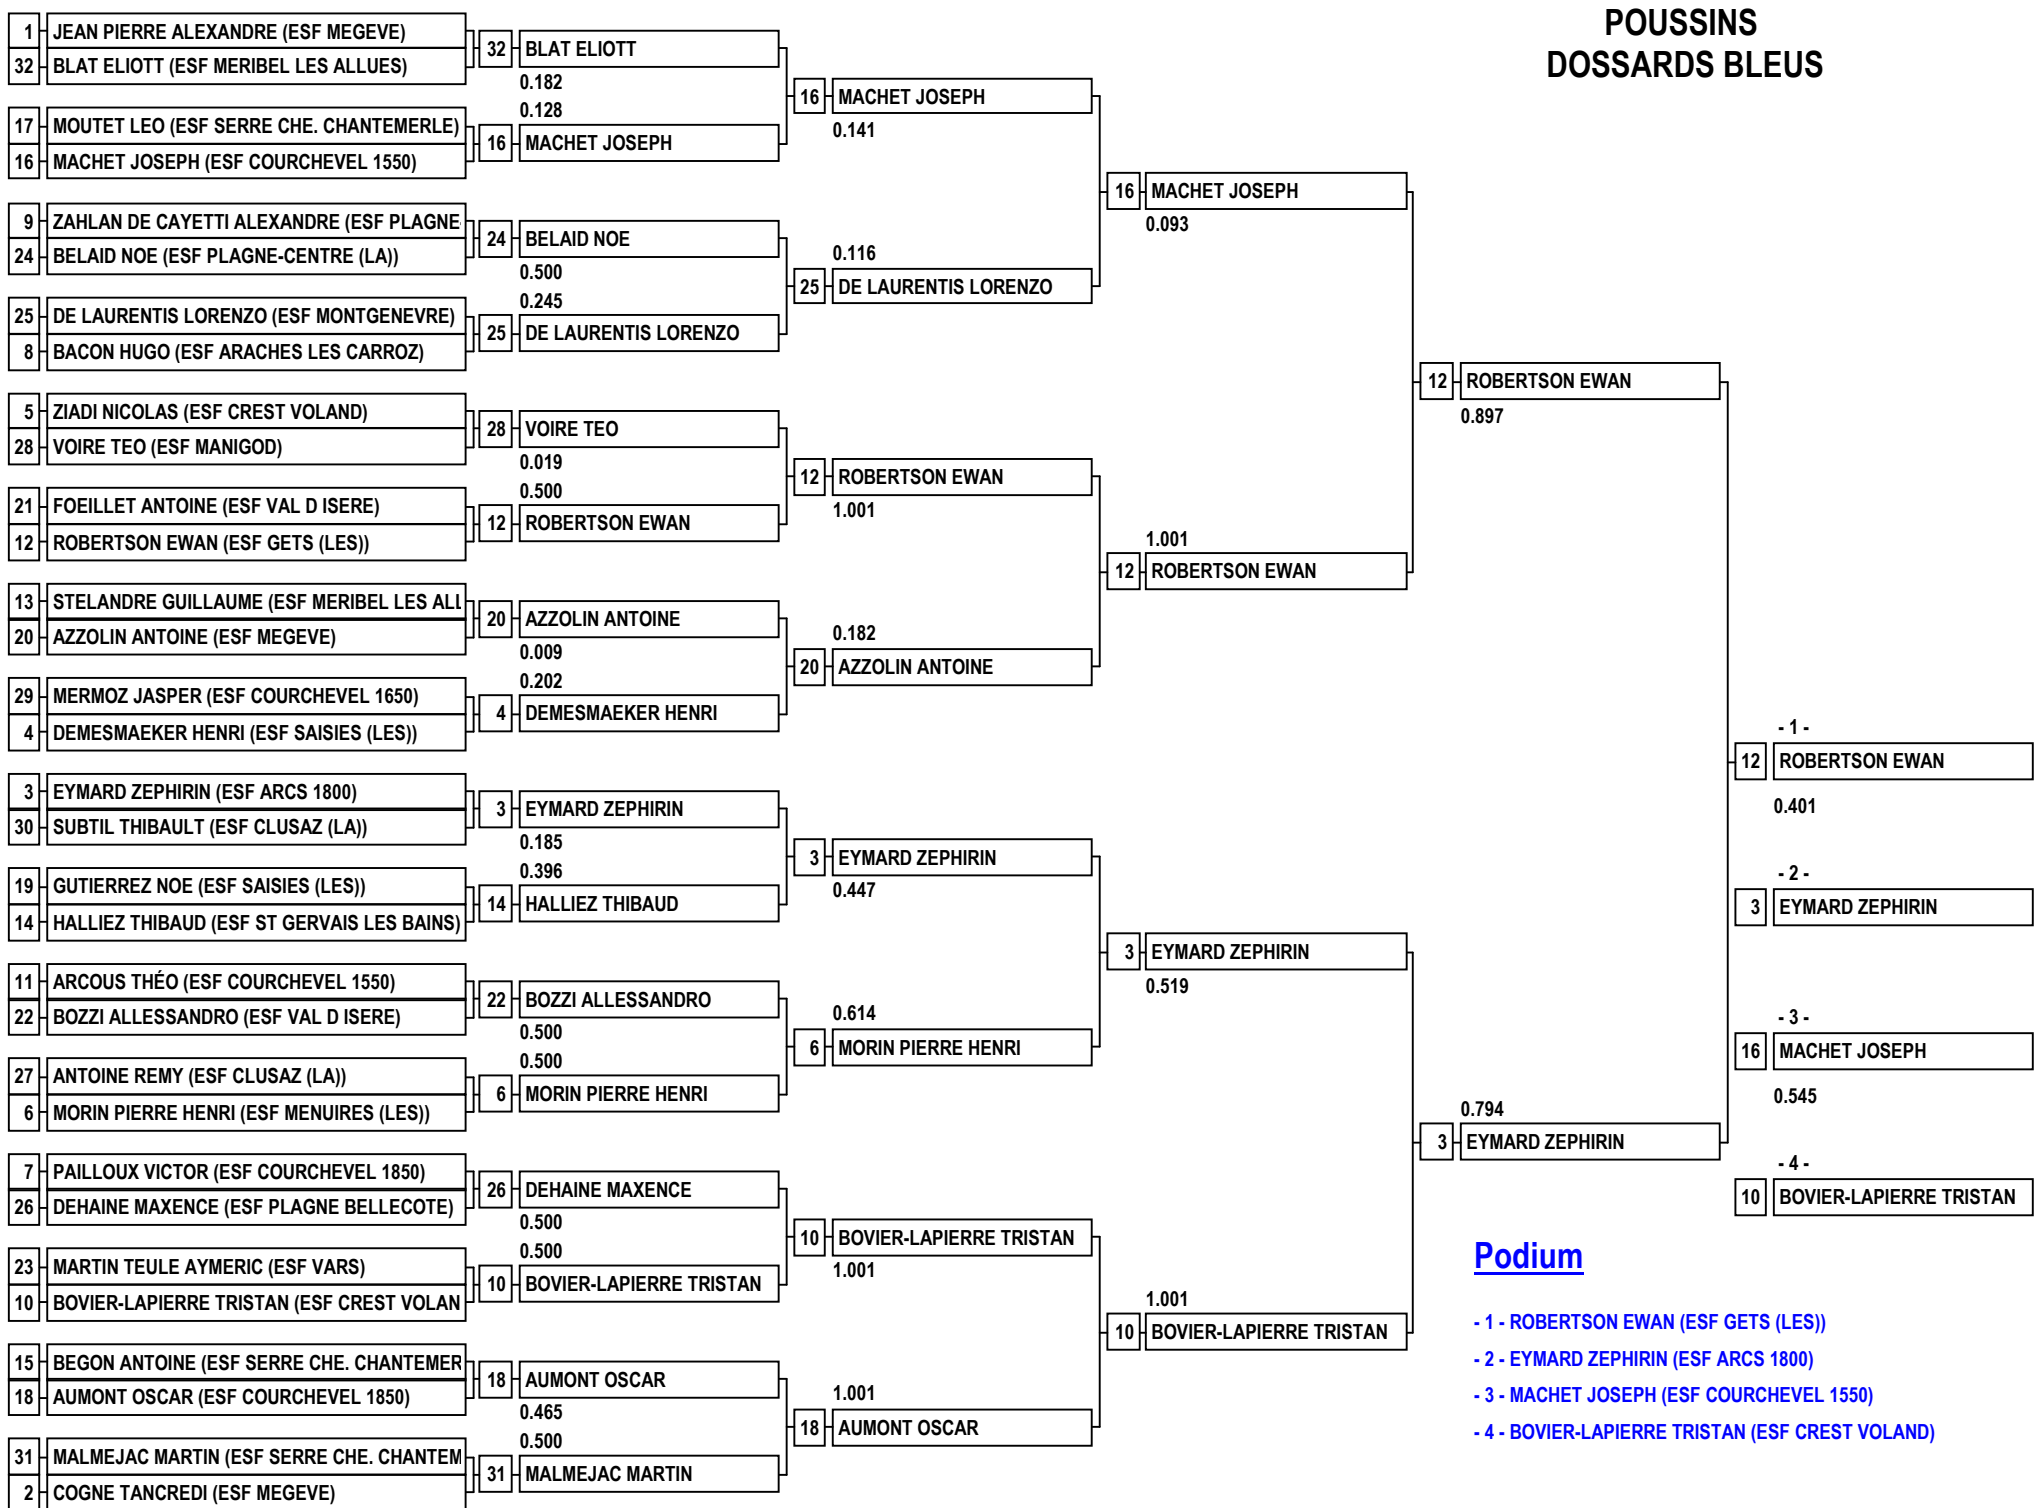 POUSSINS
DOSSARDS BLEUS
1 JEAN PIERRE ALEXANDRE (ESF MEGEVE)
32 BLAT ELIOTT (ESF MERIBEL LES ALLUES)
17 MOUTET LEO (ESF SERRE CHE. CHANTEMERLE)
16 MACHET JOSEPH (ESF COURCHEVEL 1550)
9 ZAHLAN DE CAYETTI ALEXANDRE (ESF PLAGNE
24 BELAID NOE (ESF PLAGNE-CENTRE (LA))
25 DE LAURENTIS LORENZO (ESF MONTGENEVRE)
8 BACON HUGO (ESF ARACHES LES CARROZ)
5 ZIADI NICOLAS (ESF CREST VOLAND)
28 VOIRE TEO (ESF MANIGOD)
21 FOEILLET ANTOINE (ESF VAL D ISERE)
12 ROBERTSON EWAN (ESF GETS (LES))
13 STELANDRE GUILLAUME (ESF MERIBEL LES ALL
20 AZZOLIN ANTOINE (ESF MEGEVE)
29 MERMOZ JASPER (ESF COURCHEVEL 1650)
4 DEMESMAEKER HENRI (ESF SAISIES (LES))
3 EYMARD ZEPHIRIN (ESF ARCS 1800)
30 SUBTIL THIBAULT (ESF CLUSAZ (LA))
19 GUTIERREZ NOE (ESF SAISIES (LES))
14 HALLIEZ THIBAUD (ESF ST GERVAIS LES BAINS)
11 ARCOUS THÉO (ESF COURCHEVEL 1550)
22 BOZZI ALLESSANDRO (ESF VAL D ISERE)
27 ANTOINE REMY (ESF CLUSAZ (LA))
6 MORIN PIERRE HENRI (ESF MENUIRES (LES))
7 PAILLOUX VICTOR (ESF COURCHEVEL 1850)
26 DEHAINE MAXENCE (ESF PLAGNE BELLECOTE)
23 MARTIN TEULE AYMERIC (ESF VARS)
10 BOVIER-LAPIERRE TRISTAN (ESF CREST VOLAN
15 BEGON ANTOINE (ESF SERRE CHE. CHANTEMER
18 AUMONT OSCAR (ESF COURCHEVEL 1850)
31 MALMEJAC MARTIN (ESF SERRE CHE. CHANTEM
2 COGNE TANCREDI (ESF MEGEVE)
32 BLAT ELIOTT
0.182
0.128
16 MACHET JOSEPH
24 BELAID NOE
0.500
0.245
25 DE LAURENTIS LORENZO
28 VOIRE TEO
0.019
0.500
12 ROBERTSON EWAN
20 AZZOLIN ANTOINE
0.009
0.202
4 DEMESMAEKER HENRI
3 EYMARD ZEPHIRIN
0.185
0.396
14 HALLIEZ THIBAUD
22 BOZZI ALLESSANDRO
0.500
0.500
6 MORIN PIERRE HENRI
26 DEHAINE MAXENCE
0.500
0.500
10 BOVIER-LAPIERRE TRISTAN
18 AUMONT OSCAR
0.465
0.500
31 MALMEJAC MARTIN
16 MACHET JOSEPH
0.141
0.116
25 DE LAURENTIS LORENZO
12 ROBERTSON EWAN
1.001
0.182
20 AZZOLIN ANTOINE
3 EYMARD ZEPHIRIN
0.447
0.614
6 MORIN PIERRE HENRI
10 BOVIER-LAPIERRE TRISTAN
1.001
1.001
18 AUMONT OSCAR
16 MACHET JOSEPH
0.093
1.001
12 ROBERTSON EWAN
3 EYMARD ZEPHIRIN
0.519
1.001
10 BOVIER-LAPIERRE TRISTAN
12 ROBERTSON EWAN
0.897
0.794
3 EYMARD ZEPHIRIN
- 1 -
12 ROBERTSON EWAN
0.401
- 2 -
3 EYMARD ZEPHIRIN
- 3 -
16 MACHET JOSEPH
0.545
- 4 -
10 BOVIER-LAPIERRE TRISTAN
Podium
- 1 - ROBERTSON EWAN (ESF GETS (LES))
- 2 - EYMARD ZEPHIRIN (ESF ARCS 1800)
- 3 - MACHET JOSEPH (ESF COURCHEVEL 1550)
- 4 - BOVIER-LAPIERRE TRISTAN (ESF CREST VOLAND)